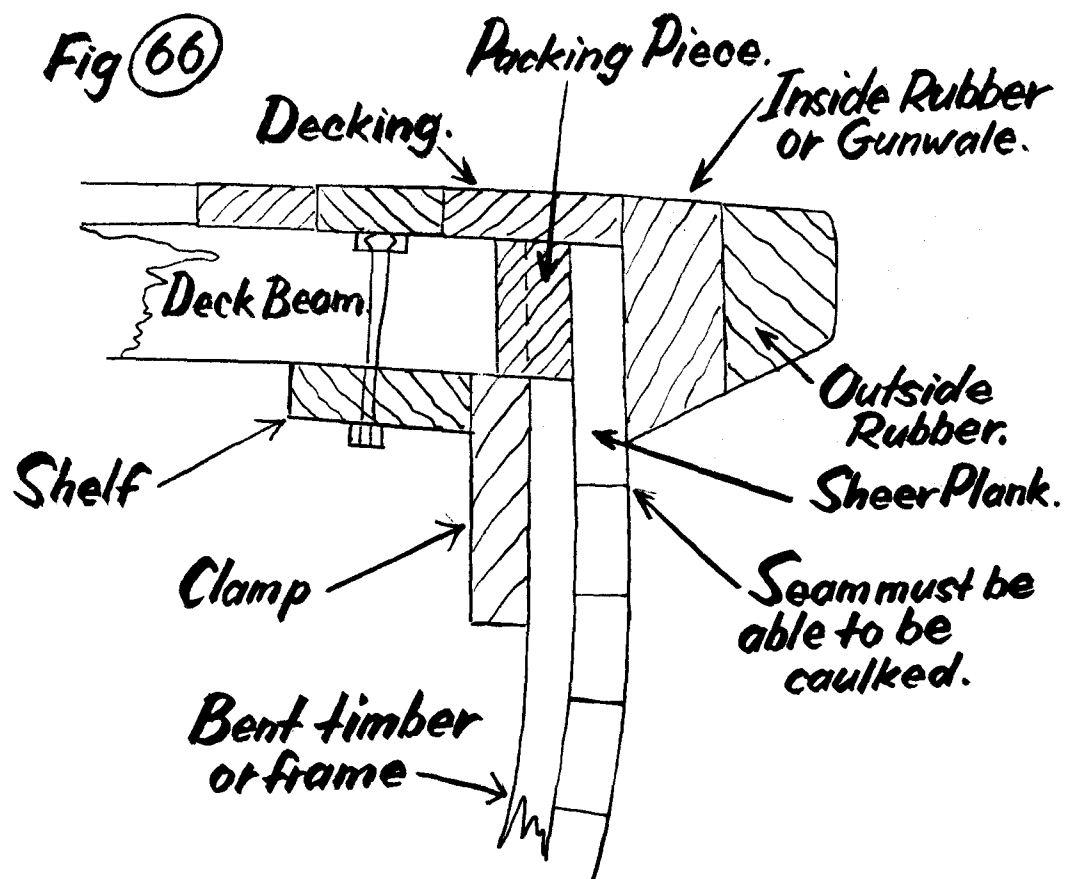 Fig 66
Packing Piece.
Decking.
Inside Rubber
or Gunwale.
Deck Beam
Outside
Rubber.
Shelf
Sheer Plank.
Clamp
Seam must be
able to be
caulked.
Bent timber
or frame